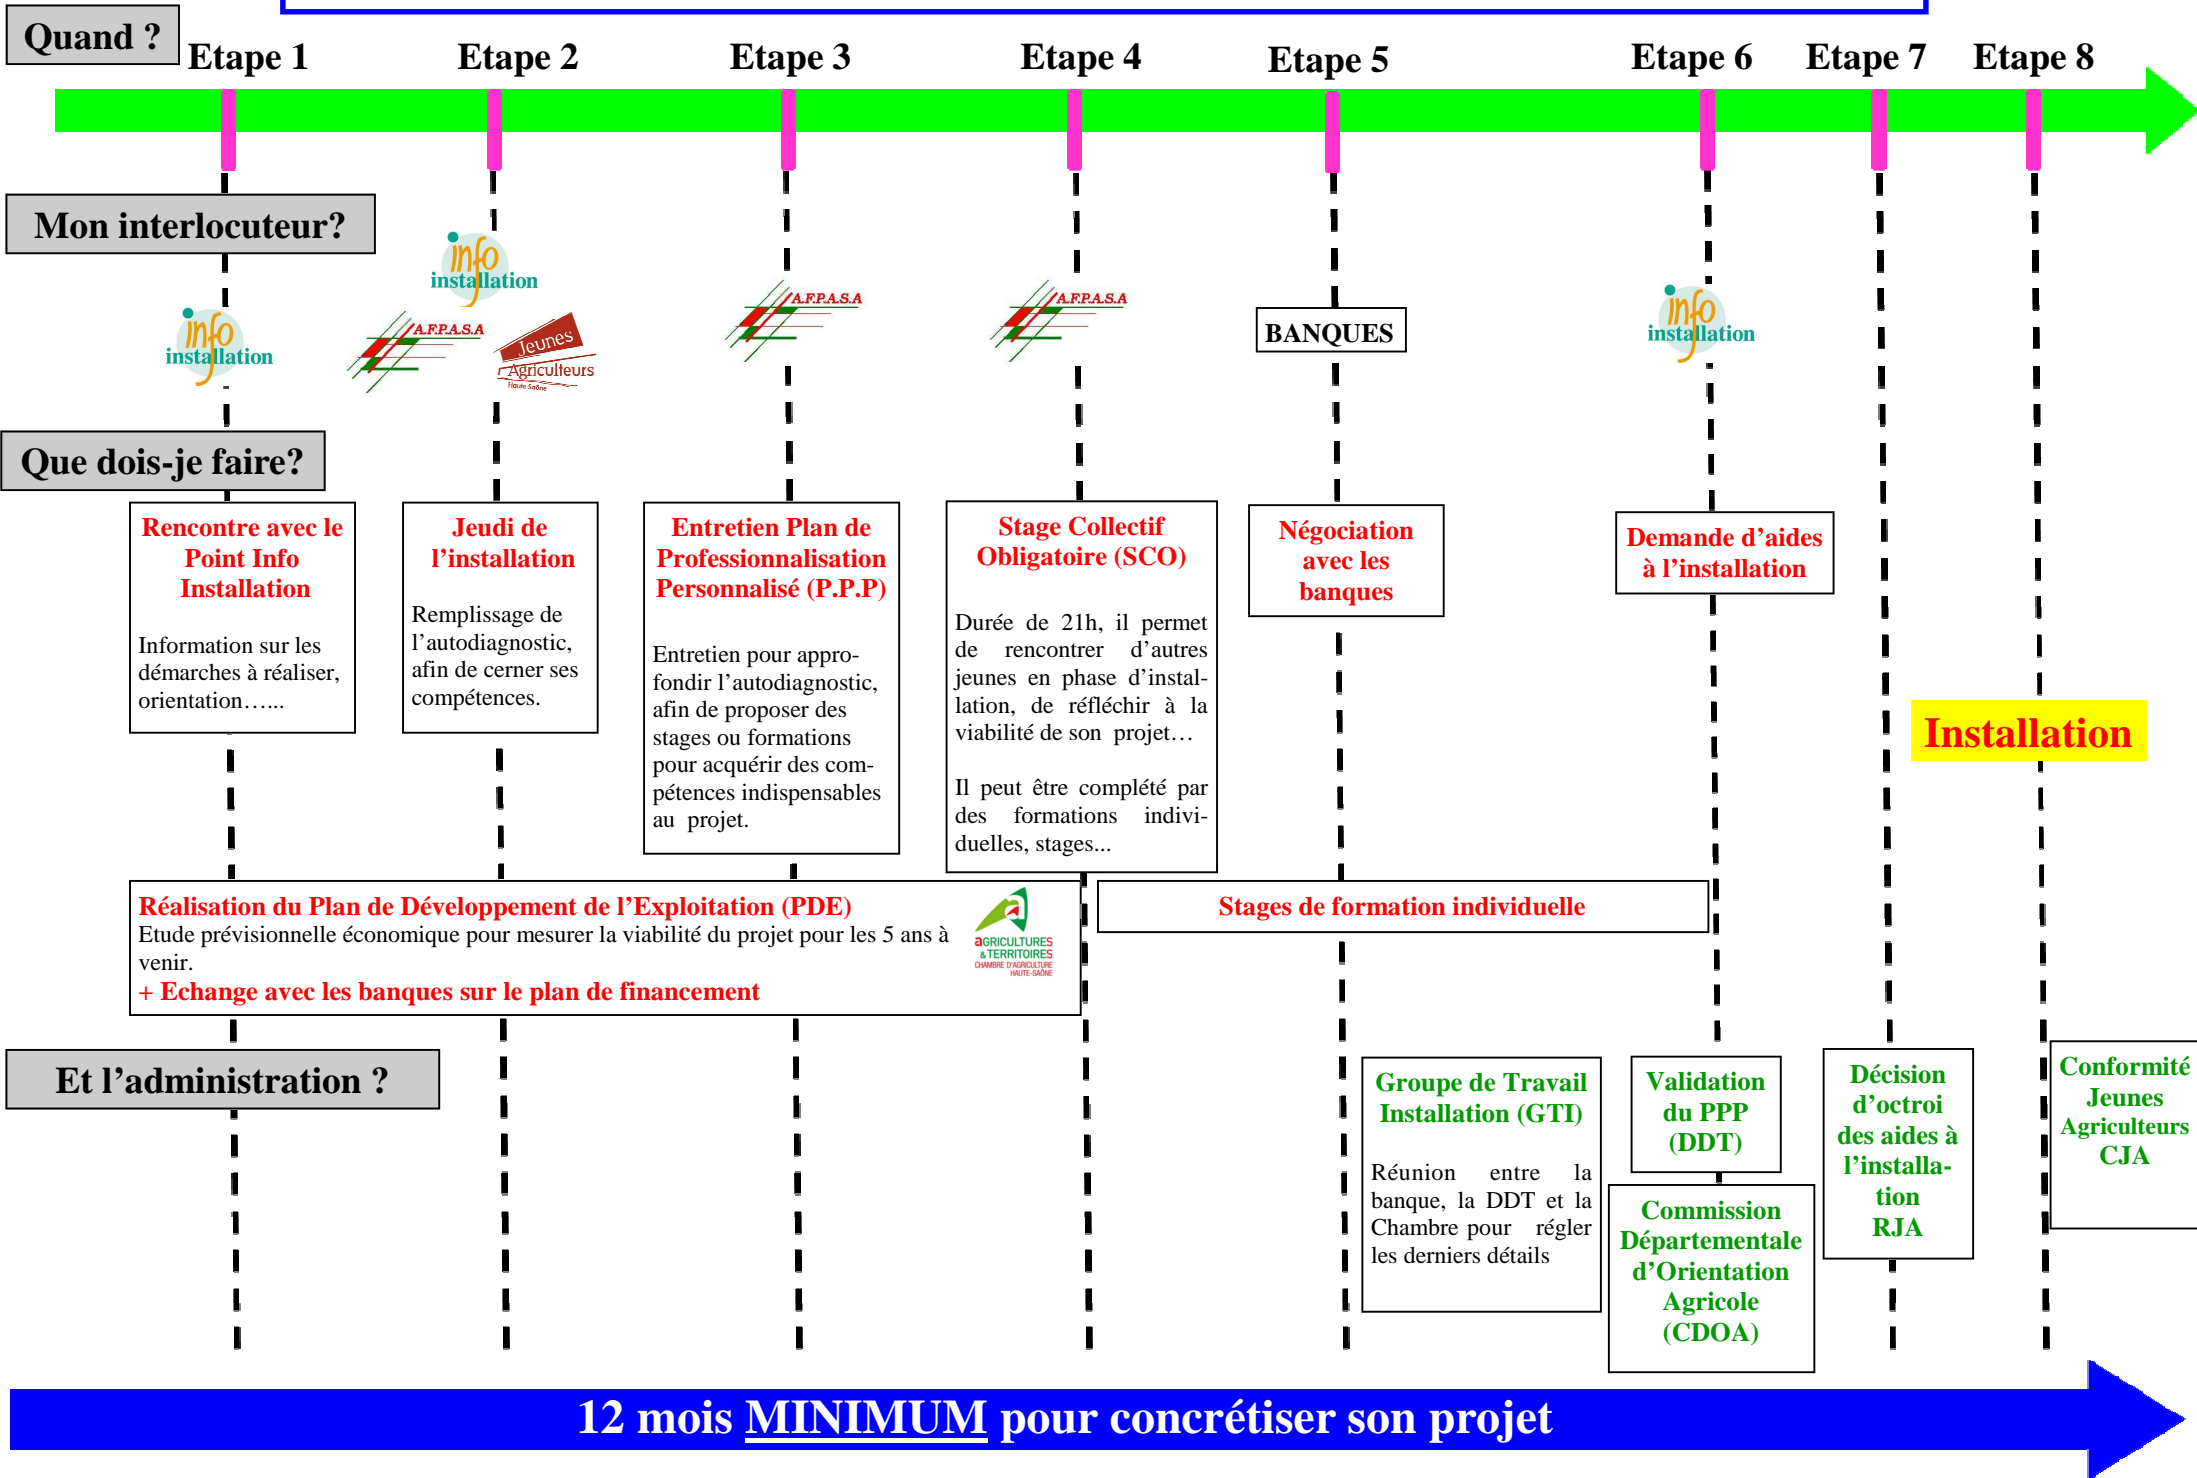 Quand ?
Etape 1
Etape 2
Etape 3
Etape 4
Etape 5
Etape 6
Etape 7
Etape 8
Mon interlocuteur?
info
installation
info
installation
A.F.P.A.S.A
Jeunes
Agriculteurs
Haute Saône
A.F.P.A.S.A
A.F.P.A.S.A
BANQUES
info
installation
Que dois-je faire?
Rencontre avec le
Point Info
Installation
Information sur les
démarches à réaliser,
orientation…...
Jeudi de
l’installation
Remplissage de
l’autodiagnostic,
afin de cerner ses
compétences.
Entretien Plan de
Professionnalisation
Personnalisé (P.P.P)
Entretien pour appro-
fondir l’autodiagnostic,
afin de proposer des
stages ou formations
pour acquérir des com-
pétences indispensables
au projet.
Stage Collectif
Obligatoire (SCO)
Durée de 21h, il permet
de rencontrer d’autres
jeunes en phase d’instal-
lation, de réfléchir à la
viabilité de son projet…
Il peut être complété par
des formations indivi-
duelles, stages...
Négociation
avec les
banques
Demande d’aides
à l’installation
Installation
Réalisation du Plan de Développement de l’Exploitation (PDE)
Etude prévisionnelle économique pour mesurer la viabilité du projet pour les 5 ans à
venir.
+ Echange avec les banques sur le plan de financement
aGRICULTURES
& TERRITOIRES
CHAMBRE D'AGRICULTURE
HAUTE-SAÔNE
Stages de formation individuelle
Et l’administration ?
Groupe de Travail
Installation (GTI)
Réunion entre la
banque, la DDT et la
Chambre pour régler
les derniers détails
Validation
du PPP
(DDT)
Commission
Départementale
d’Orientation
Agricole
(CDOA)
Décision
d’octroi
des aides à
l’installa-
tion
RJA
Conformité
Jeunes
Agriculteurs
CJA
12 mois MINIMUM pour concrétiser son projet